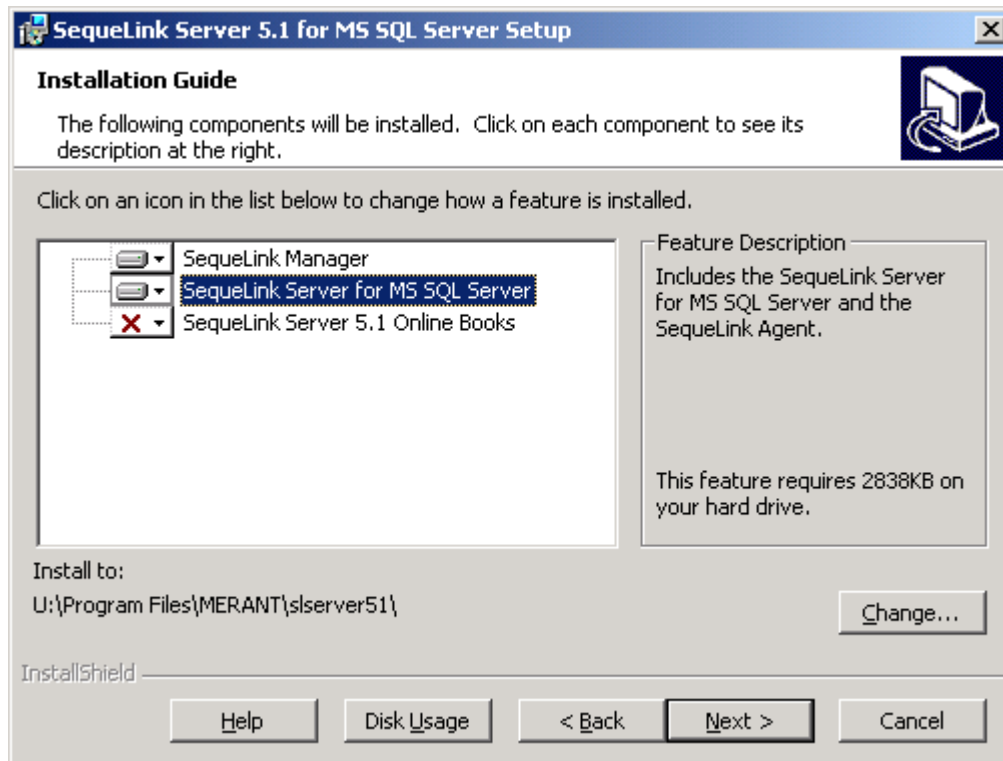 SequeLink Server 5.1 for MS SQL Server Setup
Installation Guide
The following components will be installed. Click on each component to see its
description at the right.
Click on an icon in the list below to change how a feature is installed.
SequeLink Manager
SequeLink Server for MS SQL Server
SequeLink Server 5.1 Online Books
Feature Description
Includes the SequeLink Server
for MS SQL Server and the
SequeLink Agent.
This feature requires 2838KB on
your hard drive.
Install to:
U:\Program Files\MERANT\slserver51\
Change...
InstallShield
Help
Disk Usage
< Back
Next >
Cancel